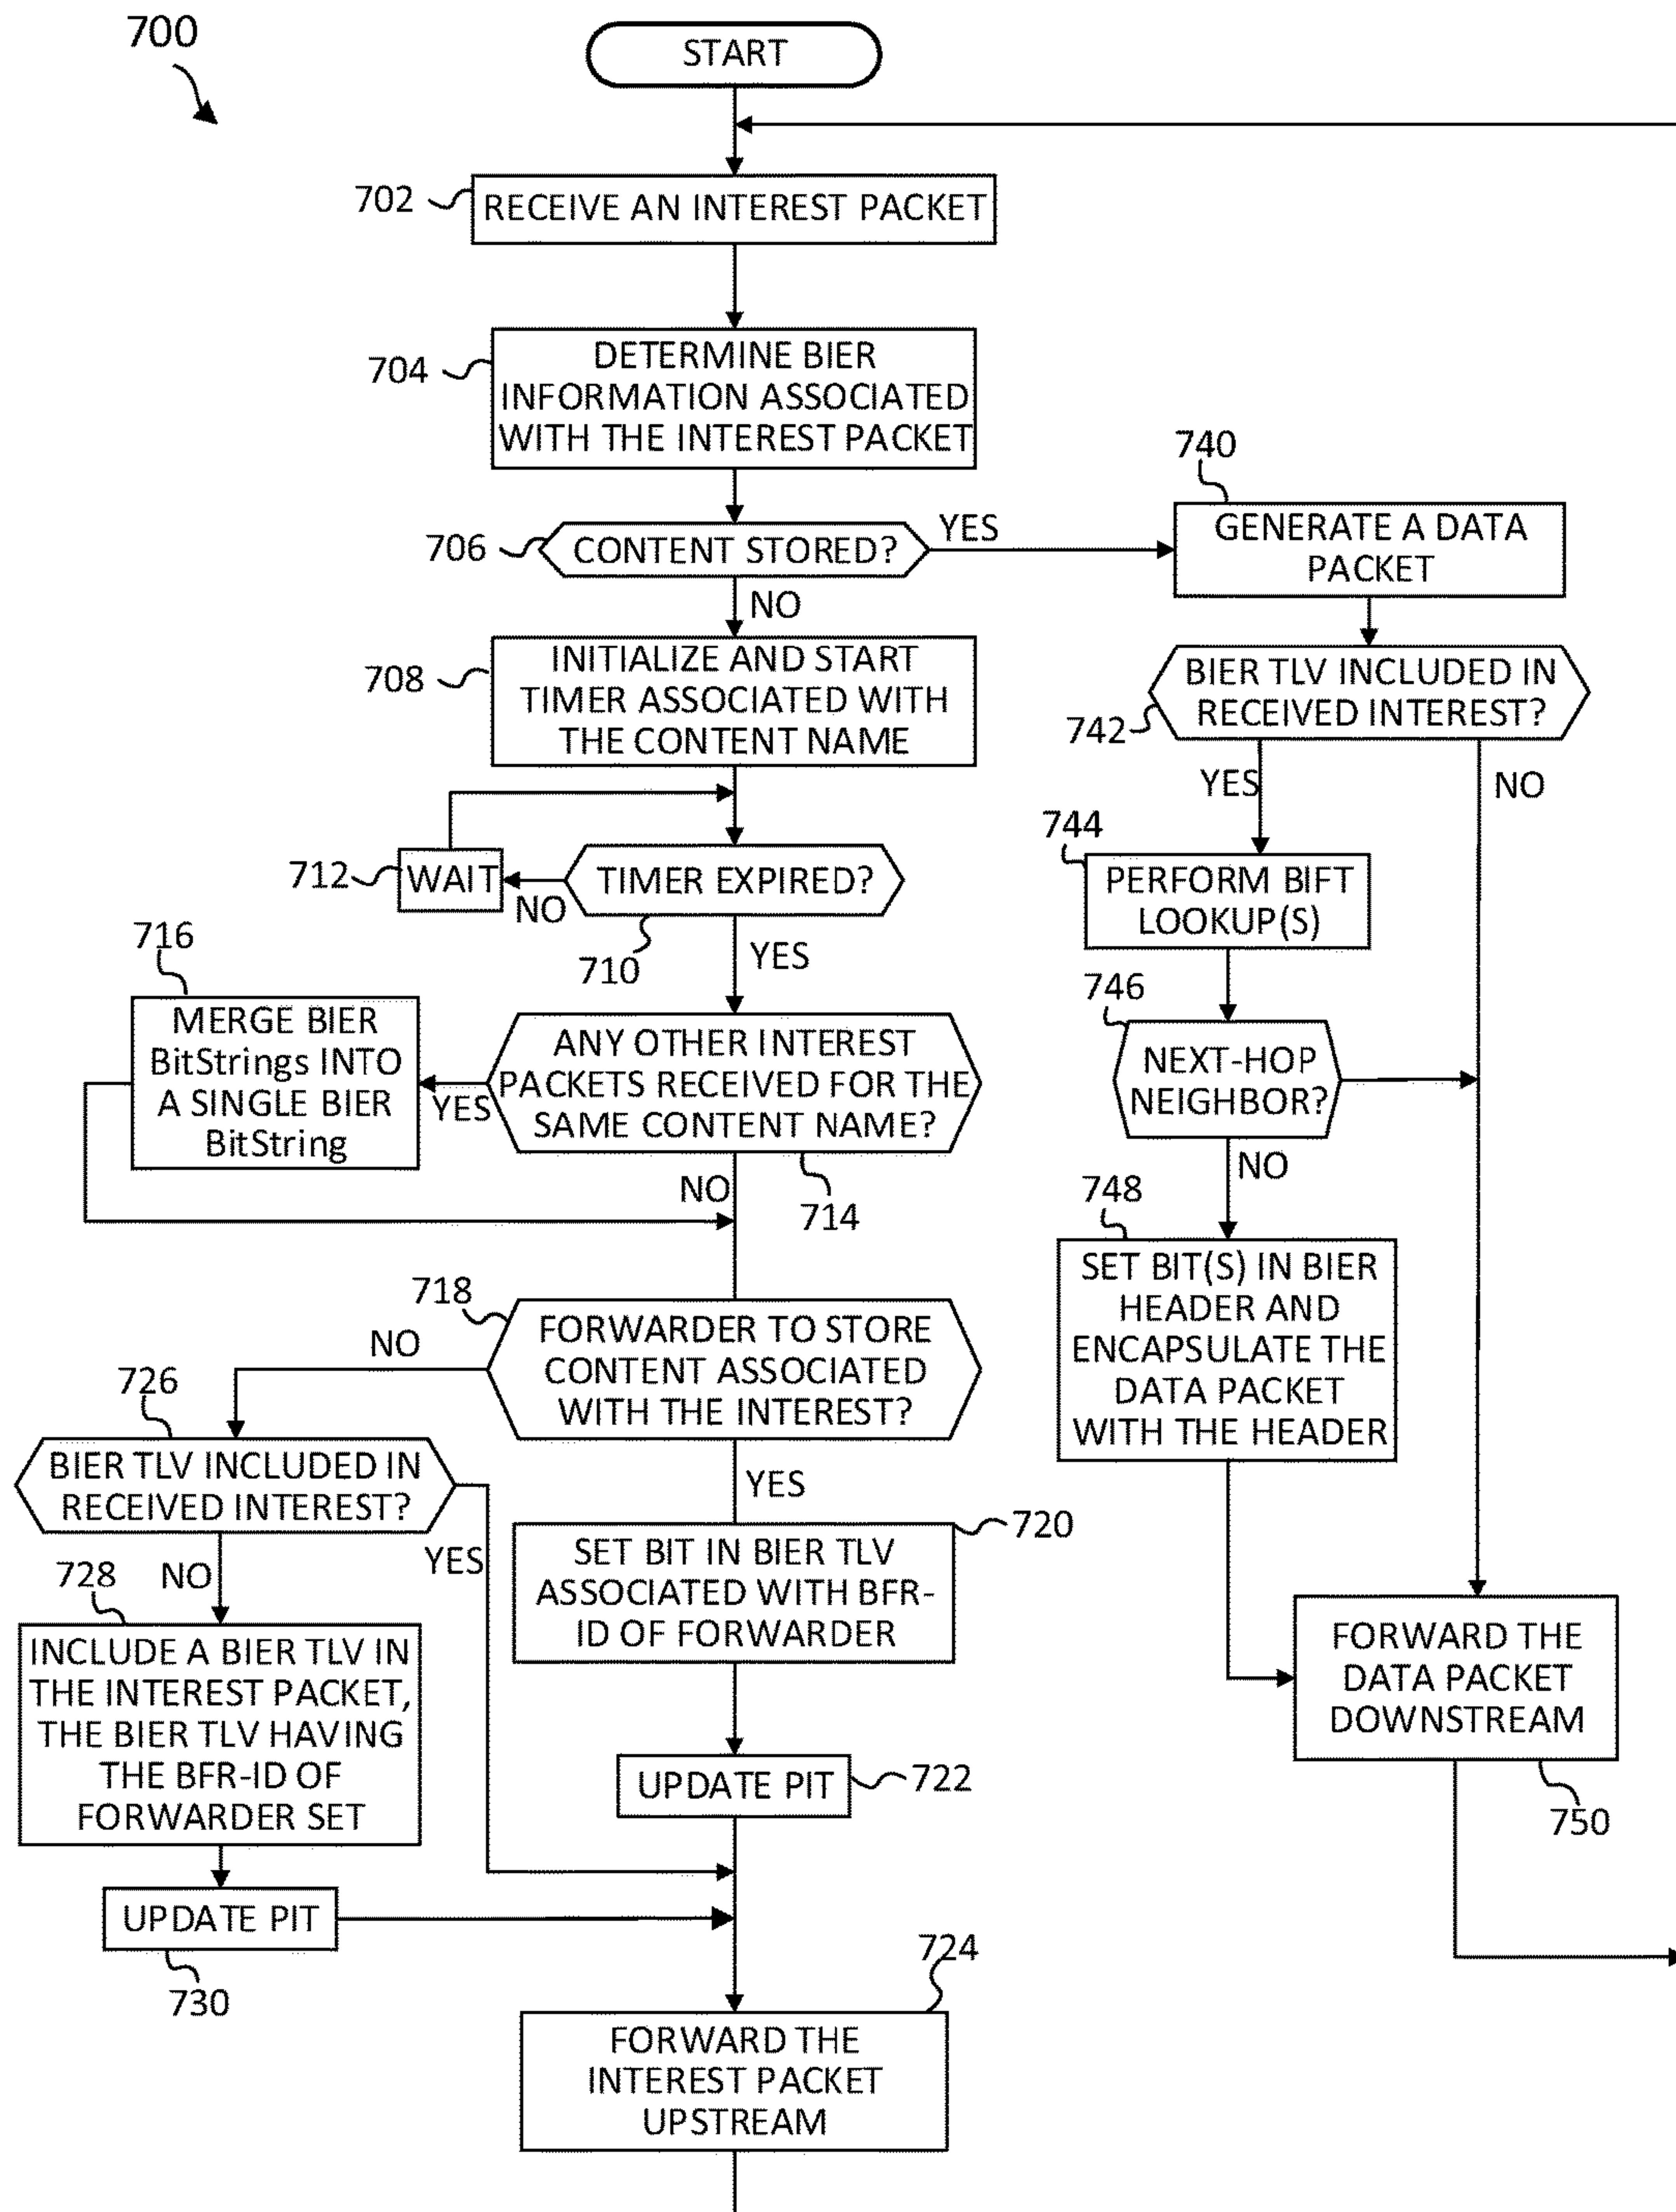 700
START
702
RECEIVE AN INTEREST PACKET
704
DETERMINE BIER
INFORMATION ASSOCIATED
WITH THE INTEREST PACKET
706
CONTENT STORED?
YES
NO
740
GENERATE A DATA
PACKET
708
INITIALIZE AND START
TIMER ASSOCIATED WITH
THE CONTENT NAME
742
BIER TLV INCLUDED IN
RECEIVED INTEREST?
YES
NO
712
WAIT
NO
TIMER EXPIRED?
710
YES
744
PERFORM BIFT
LOOKUP(S)
716
MERGE BIER
BitStrings INTO
A SINGLE BIER
BitString
YES
ANY OTHER INTEREST
PACKETS RECEIVED FOR THE
SAME CONTENT NAME?
NO
714
746
NEXT-HOP
NEIGHBOR?
NO
748
SET BIT(S) IN BIER
HEADER AND
ENCAPSULATE THE
DATA PACKET
WITH THE HEADER
718
FORWARDER TO STORE
CONTENT ASSOCIATED
WITH THE INTEREST?
NO
YES
726
BIER TLV INCLUDED IN
RECEIVED INTEREST?
NO
YES
720
SET BIT IN BIER TLV
ASSOCIATED WITH BFR-
ID OF FORWARDER
728
INCLUDE A BIER TLV IN
THE INTEREST PACKET,
THE BIER TLV HAVING
THE BFR-ID OF
FORWARDER SET
UPDATE PIT
722
FORWARD THE
DATA PACKET
DOWNSTREAM
750
UPDATE PIT
730
724
FORWARD THE
INTEREST PACKET
UPSTREAM